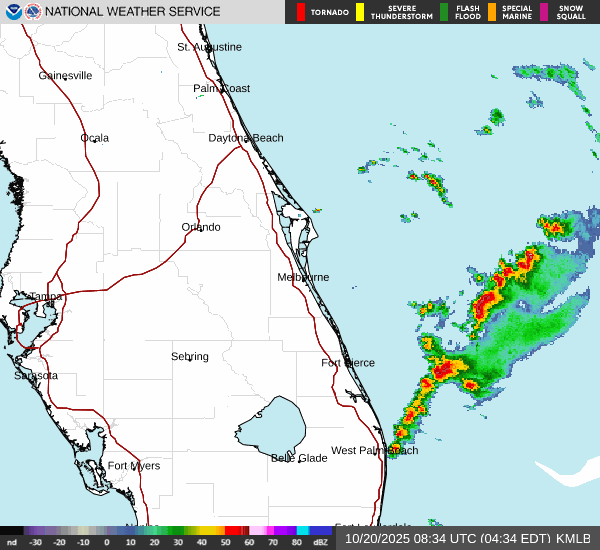 NATIONAL WEATHER SERVICE
TORNADO
SEVERE THUNDERSTORM
FLASH FLOOD
SPECIAL MARINE
SNOW SQUALL
St. Augustine
Gainesville
Palm Coast
Ocala
Daytona Beach
Orlando
Melbourne
Tampa
Sebring
Fort Pierce
Sarasota
West Palm Beach
Belle Glade
Fort Myers
nd -30 -20 -10 0 10 20 30 40 50 60 70 80 dBZ
10/20/2025 08:34 UTC (04:34 EDT) KMLB